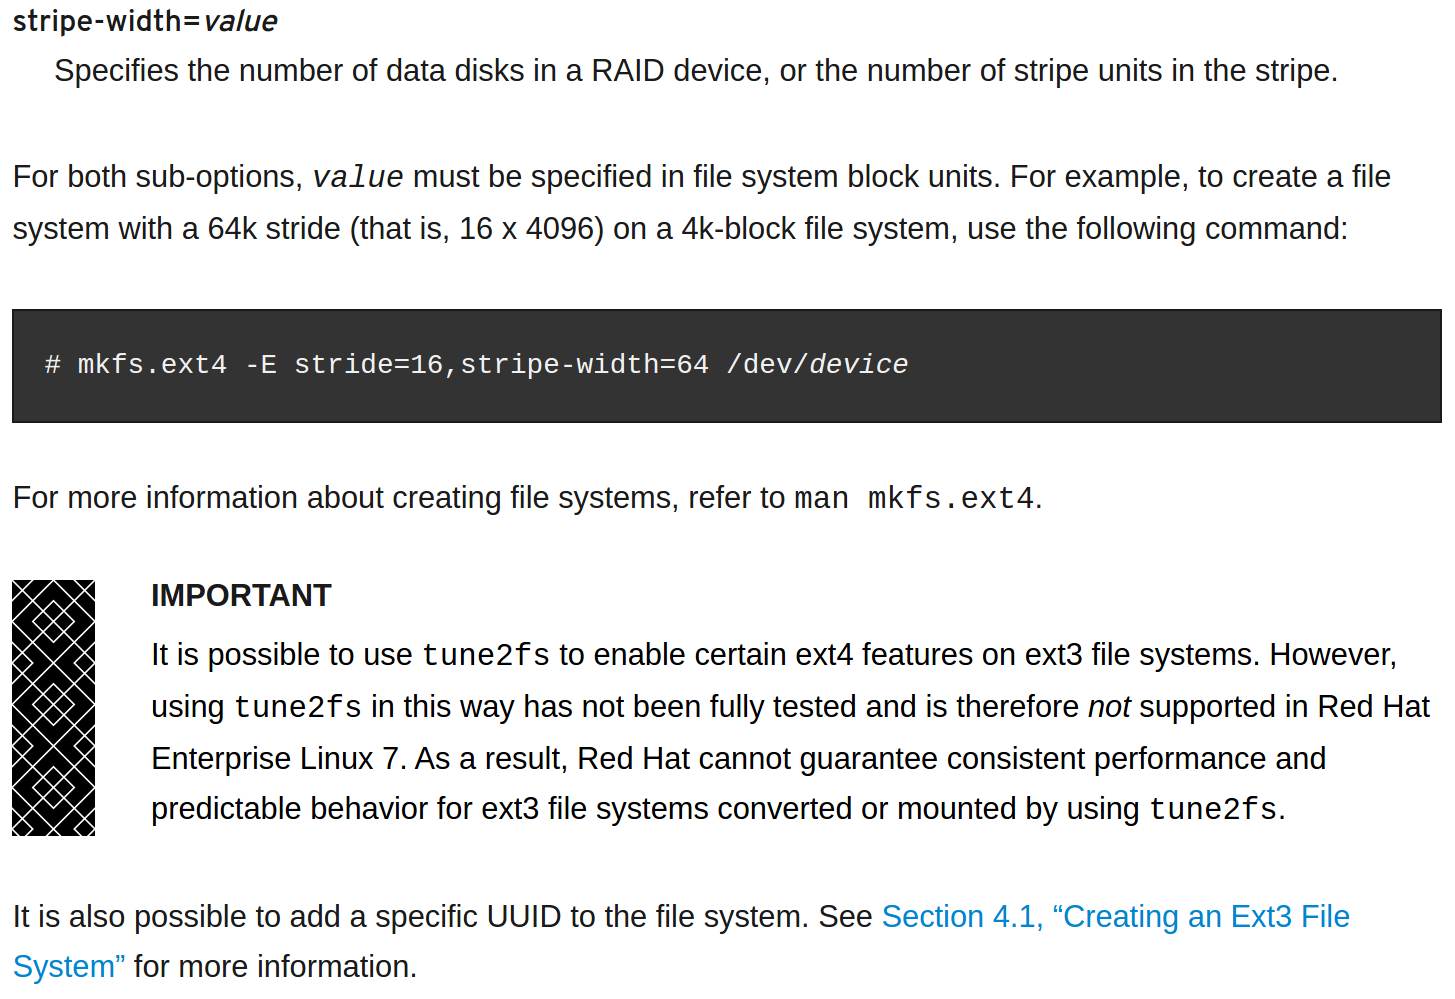 stripe-width=value
Specifies the number of data disks in a RAID device, or the number of stripe units in the stripe.
For both sub-options, value must be specified in file system block units. For example, to create a file
system with a 64k stride (that is, 16 x 4096) on a 4k-block file system, use the following command:
# mkfs.ext4 -E stride=16,stripe-width=64 /dev/device
For more information about creating file systems, refer to man mkfs.ext4.
IMPORTANT
It is possible to use tune2fs to enable certain ext4 features on ext3 file systems. However,
using tune2fs in this way has not been fully tested and is therefore not supported in Red Hat
Enterprise Linux 7. As a result, Red Hat cannot guarantee consistent performance and
predictable behavior for ext3 file systems converted or mounted by using tune2fs.
It is also possible to add a specific UUID to the file system. See Section 4.1, “Creating an Ext3 File
System” for more information.